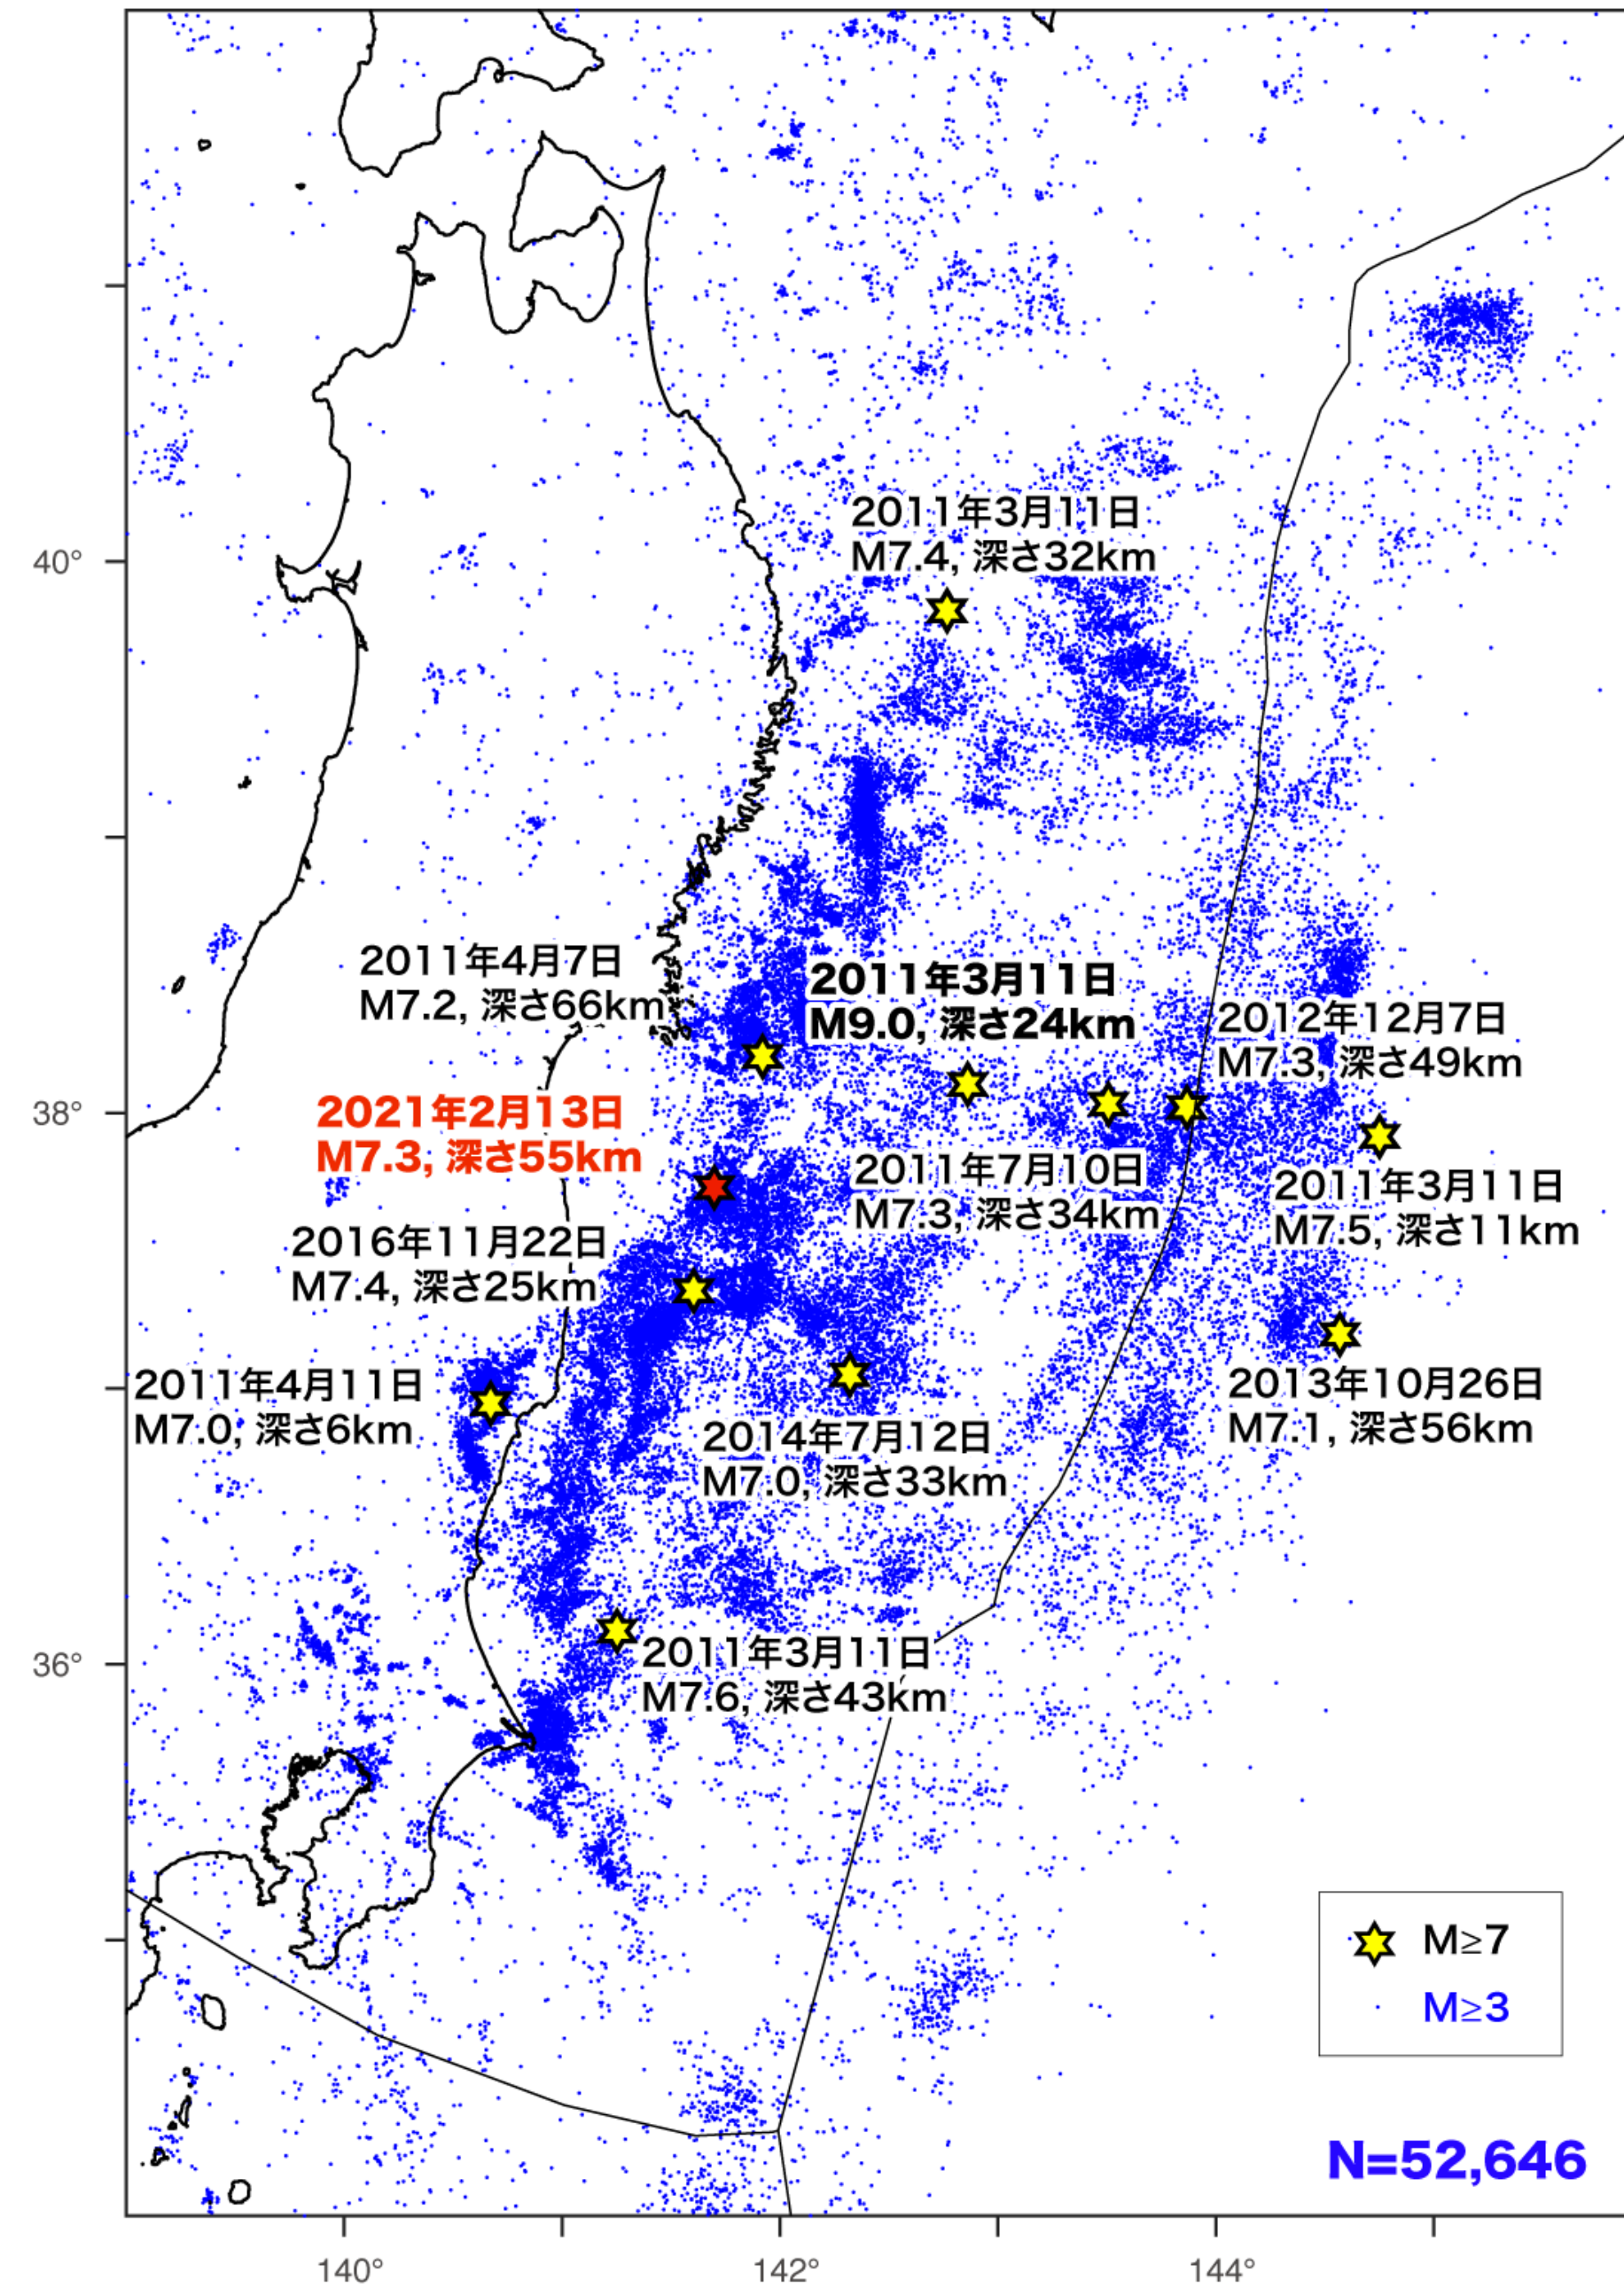 40°
2011年3月11日
M7.4, 深さ32km
2011年4月7日
M7.2, 深さ66km
2011年3月11日
M9.0, 深さ24km
2012年12月7日
M7.3, 深さ49km
38°
2021年2月13日
M7.3, 深さ55km
2011年7月10日
M7.3, 深さ34km
2011年3月11日
M7.5, 深さ11km
2016年11月22日
M7.4, 深さ25km
2011年4月11日
M7.0, 深さ6km
2013年10月26日
M7.1, 深さ56km
2014年7月12日
M7.0, 深さ33km
36°
2011年3月11日
M7.6, 深さ43km
M≥7
M≥3
N=52,646
140°
142°
144°